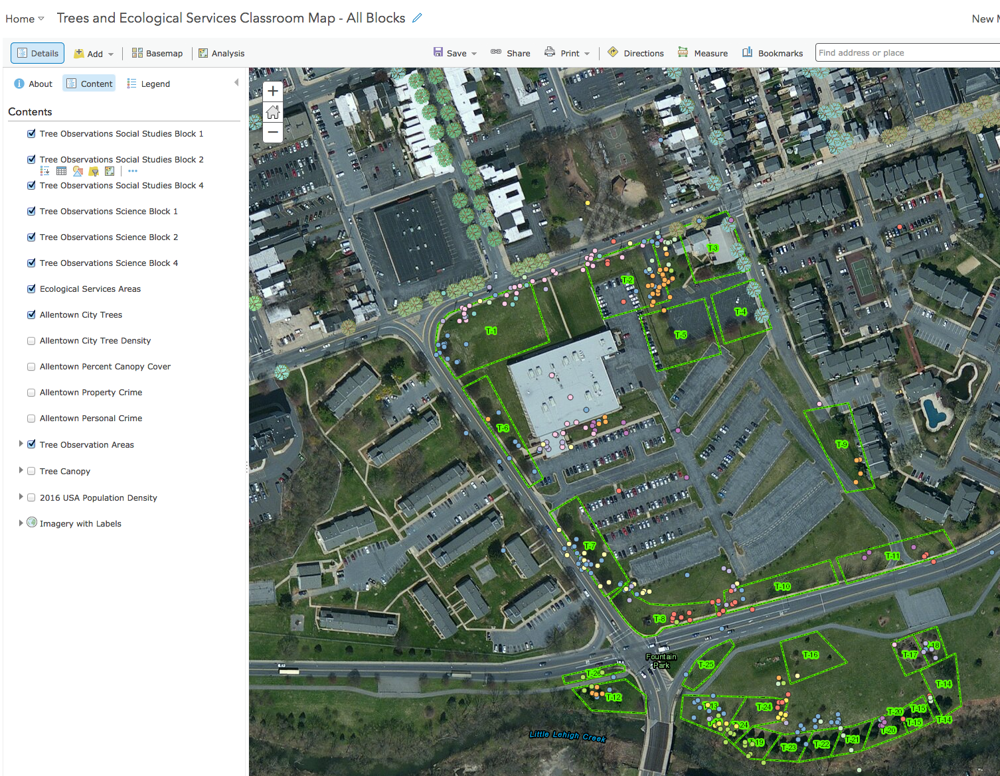 Home
Trees and Ecological Services Classroom Map - All Blocks
New M
Details
Add
Basemap
Analysis
Save
Share
Print
Directions
Measure
Bookmarks
Find address or place
About
Content
Legend
Contents
Tree Observations Social Studies Block 1
Tree Observations Social Studies Block 2
Tree Observations Social Studies Block 4
Tree Observations Science Block 1
Tree Observations Science Block 2
Tree Observations Science Block 4
Ecological Services Areas
Allentown City Trees
Allentown City Tree Density
Allentown Percent Canopy Cover
Allentown Property Crime
Allentown Personal Crime
Tree Observation Areas
Tree Canopy
2016 USA Population Density
Imagery with Labels
T-3
T-2
T-4
T-1
T-5
T-6
T-9
T-7
T-11
T-10
T-8
T-18
Fountain
Park
T-25
T-16
T-17
T-26
T-14
T-12
T-13
T-24
T-20
T-15
T-14
T-15
T-24
T-20
Little Lehigh Creek
T-19
T-23
T-22
T-21